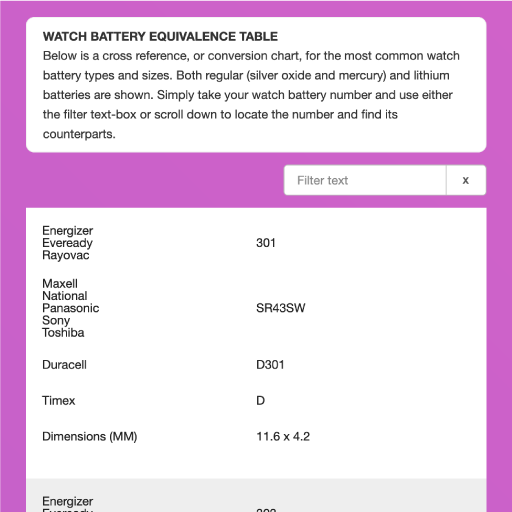 WATCH BATTERY EQUIVALENCE TABLE
Below is a cross reference, or conversion chart, for the most common watch
battery types and sizes. Both regular (silver oxide and mercury) and lithium
batteries are shown. Simply take your watch battery number and use either
the filter text-box or scroll down to locate the number and find its
counterparts.
Filter text x
Energizer
Eveready 301
Rayovac
Maxell
National
Panasonic SR43SW
Sony
Toshiba
Duracell D301
Timex D
Dimensions (MM) 11.6 x 4.2
Energizer